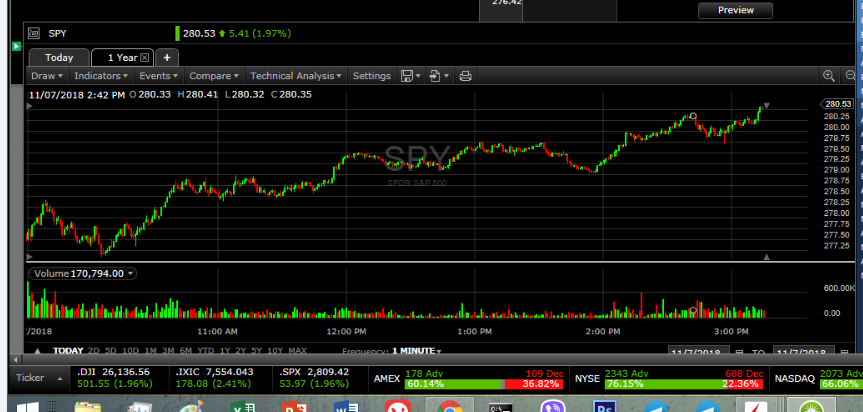 276.42
Preview
SPY
280.53 5.41 (1.97%)
Today 1 Year +
Draw Indicators Events Compare Technical Analysis Settings
11/07/2018 2:42 PM O 280.33 H 280.41 L 280.32 C 280.35
280.53
280.25
280.00
279.75
279.50
279.25
279.00
278.75
278.50
278.25
278.00
277.75
277.50
277.25
SPY
SPDR S&P 500
Volume 170,794.00
600.00K
0.00
/2018 11:00 AM 12:00 PM 1:00 PM 2:00 PM 3:00 PM
TODAY 2D 5D 10D 1M 3M 6M YTD 1Y 2Y 5Y 10Y MAX Frequency: 1 MINUTE 11/7/2018 TO 11/7/2018
Ticker
.DJI 26,136.56
501.55 (1.96%)
.IXIC 7,554.043
178.08 (2.41%)
.SPX 2,809.42
53.97 (1.96%)
AMEX 178 Adv 109 Dec
60.14% 36.82%
NYSE 2343 Adv 688 Dec
76.15% 22.36%
NASDAQ 2073 Adv
66.06%
Ps